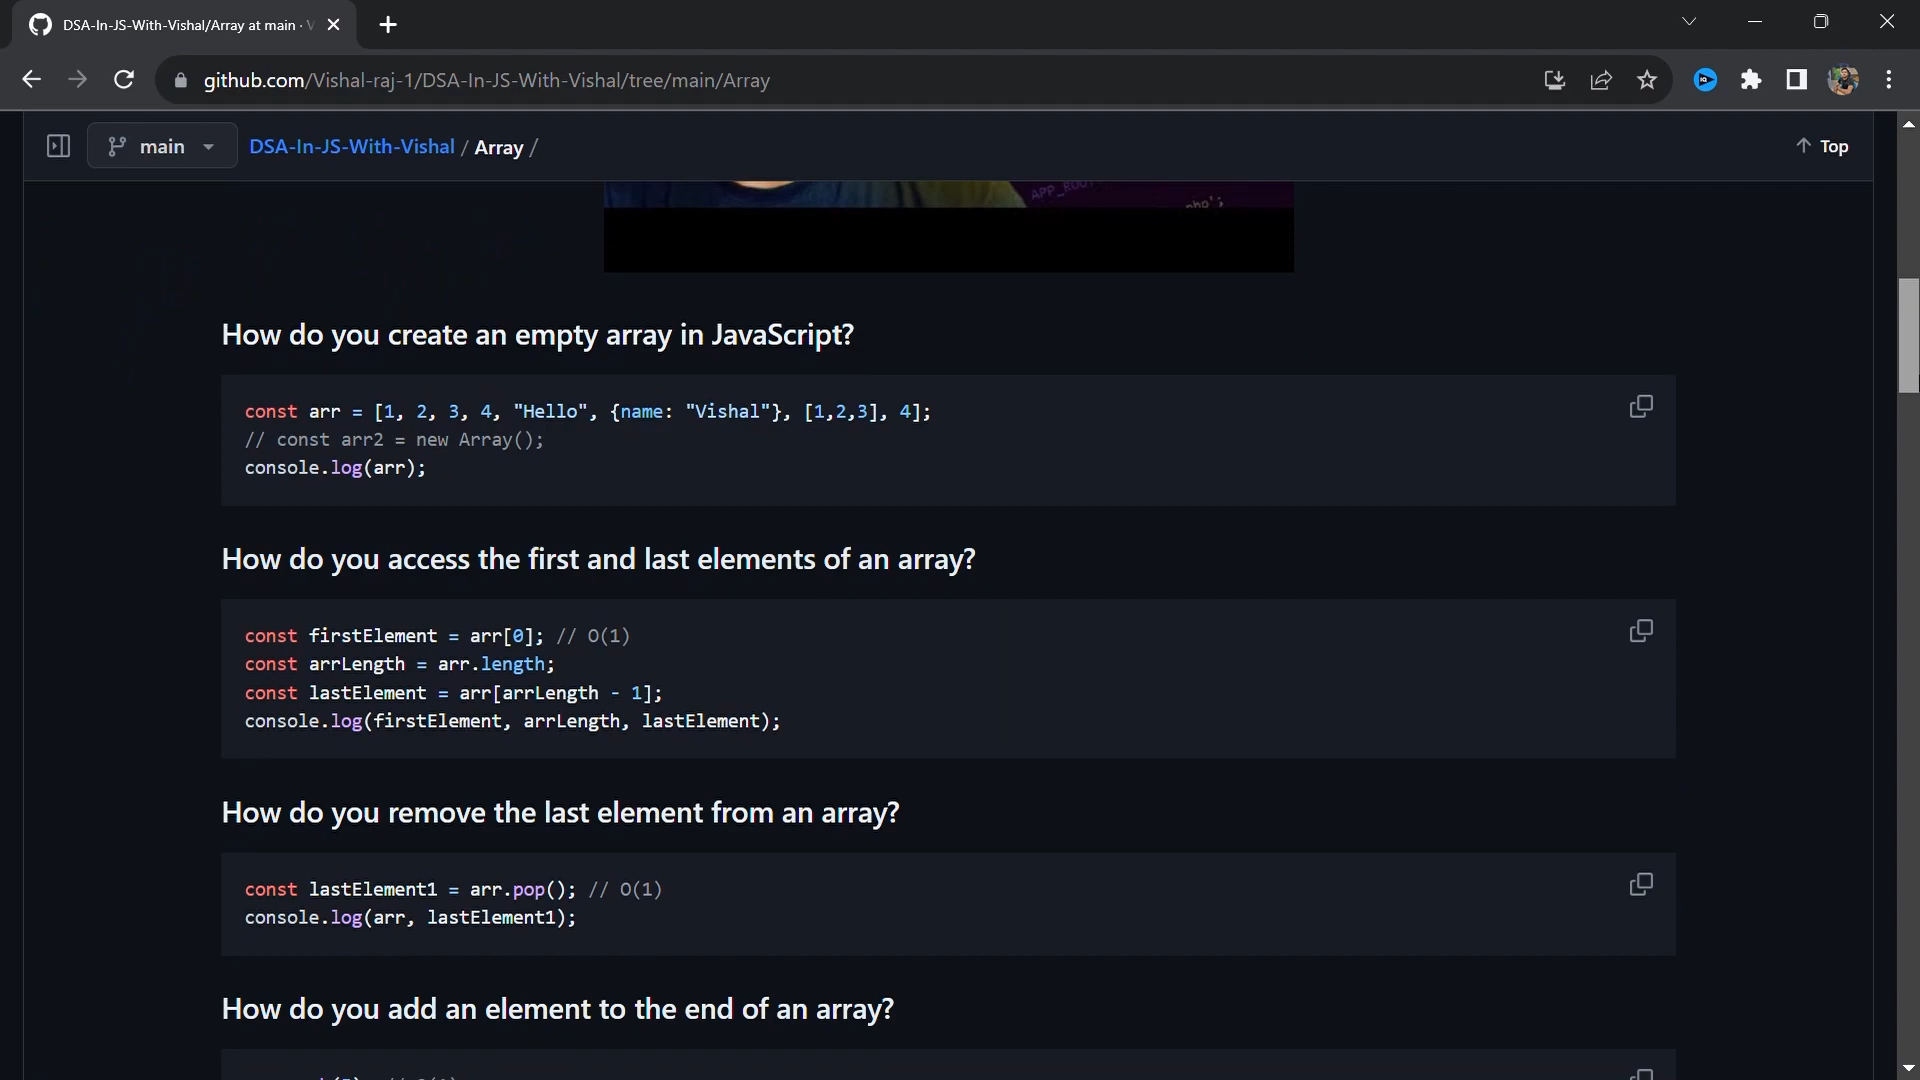 DSA-In-JS-With-Vishal/Array at main ·
github.com/Vishal-raj-1/DSA-In-JS-With-Vishal/tree/main/Array
main
DSA-In-JS-With-Vishal / Array /
Top
How do you create an empty array in JavaScript?
const arr = [1, 2, 3, 4, "Hello", {name: "Vishal"}, [1,2,3], 4];
// const arr2 = new Array();
console.log(arr);
How do you access the first and last elements of an array?
const firstElement = arr[0]; // O(1)
const arrLength = arr.length;
const lastElement = arr[arrLength - 1];
console.log(firstElement, arrLength, lastElement);
How do you remove the last element from an array?
const lastElement1 = arr.pop(); // O(1)
console.log(arr, lastElement1);
How do you add an element to the end of an array?